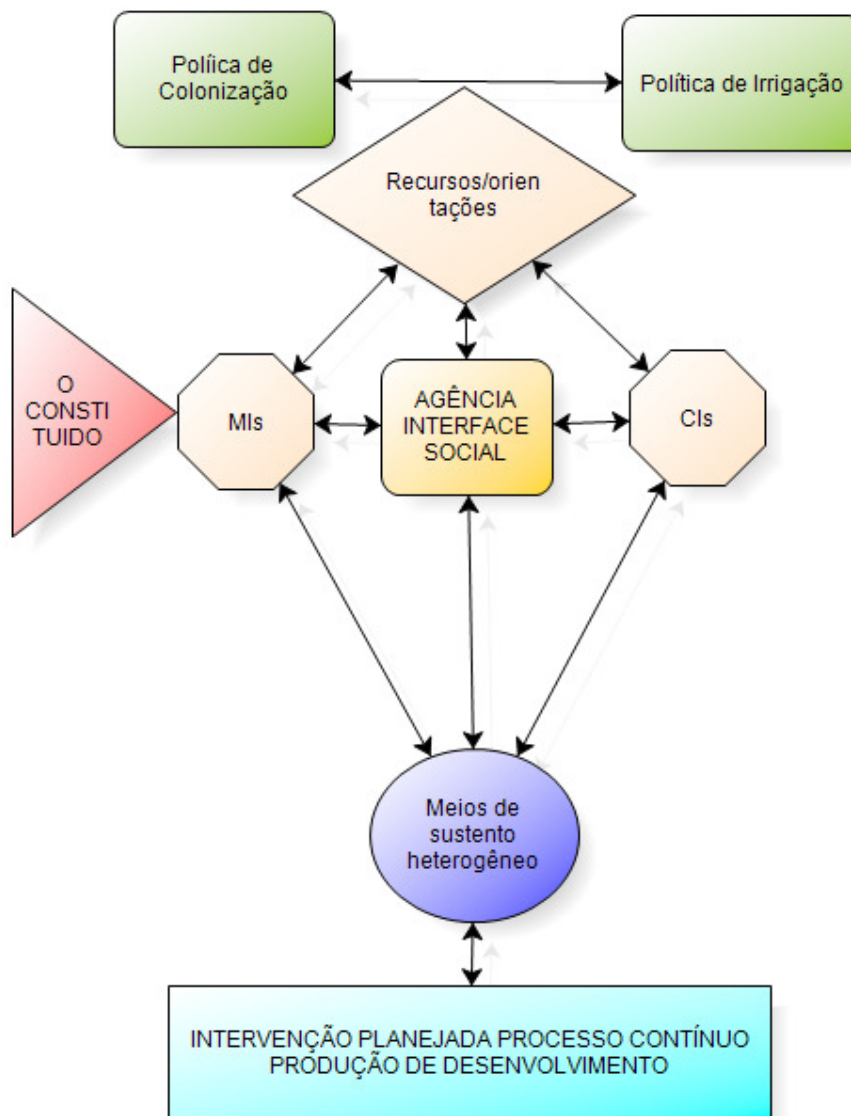 Políica de
Colonização
Política de Irrigação
Recursos/orien
tações
O
CONSTI
TUIDO
MIs
AGÊNCIA
INTERFACE
SOCIAL
CIs
Meios de
sustento
heterogêneo
INTERVENÇÃO PLANEJADA PROCESSO CONTÍNUO
PRODUÇÃO DE DESENVOLVIMENTO